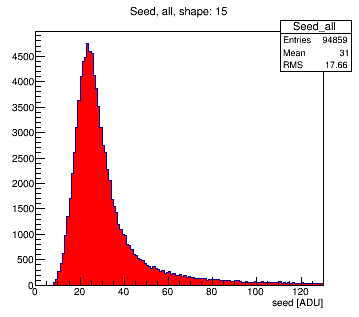 Seed, all, shape: 15
Seed_all
Entries 94859
Mean 31
RMS 17.66
4500
4000
3500
3000
2500
2000
1500
1000
500
0
0 20 40 60 80 100 120
seed [ADU]